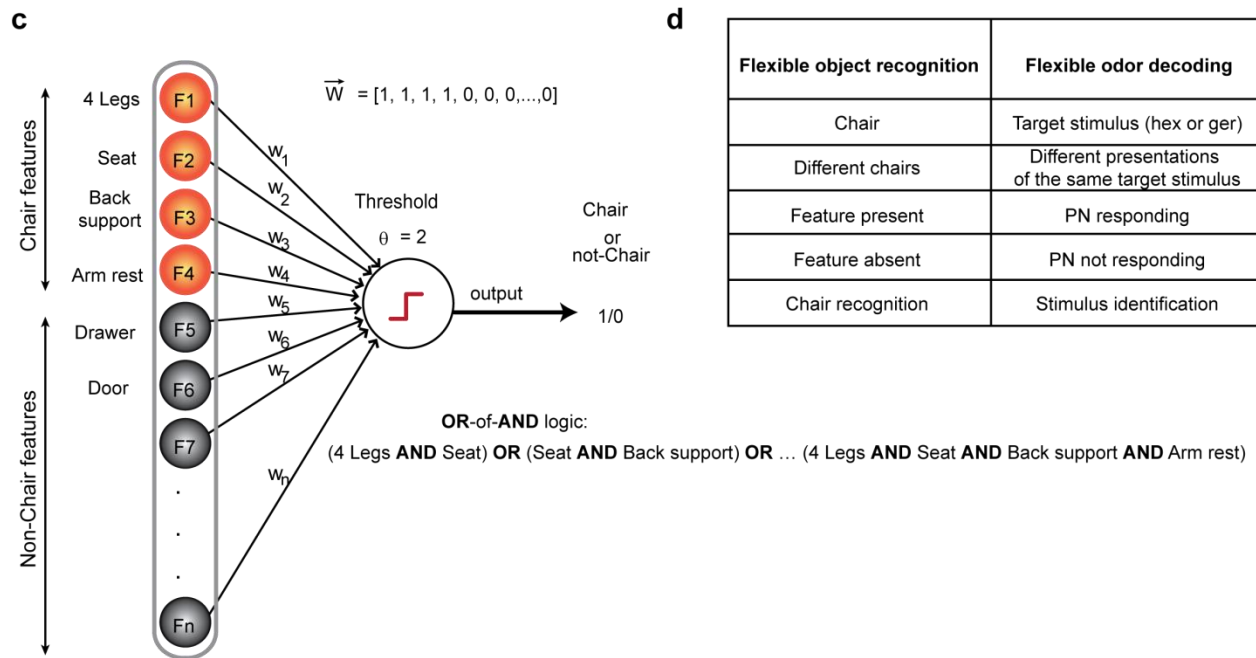 c
Chair features
Non-Chair features
4 Legs
Seat
Back
support
Arm rest
Drawer
Door
F1
F2
F3
F4
F5
F6
F7
.
.
.
Fn
W = [1, 1, 1, 1, 0, 0, 0,...,0]
w1
w2
w3
w4
w5
w6
w7
wn
Threshold
θ = 2
output
Chair
or
not-Chair
1/0
OR-of-AND logic:
(4 Legs AND Seat) OR (Seat AND Back support) OR ... (4 Legs AND Seat AND Back support AND Arm rest)
d
Flexible object recognition Flexible odor decoding
Chair Target stimulus (hex or ger)
Different chairs Different presentations
of the same target stimulus
Feature present PN responding
Feature absent PN not responding
Chair recognition Stimulus identification